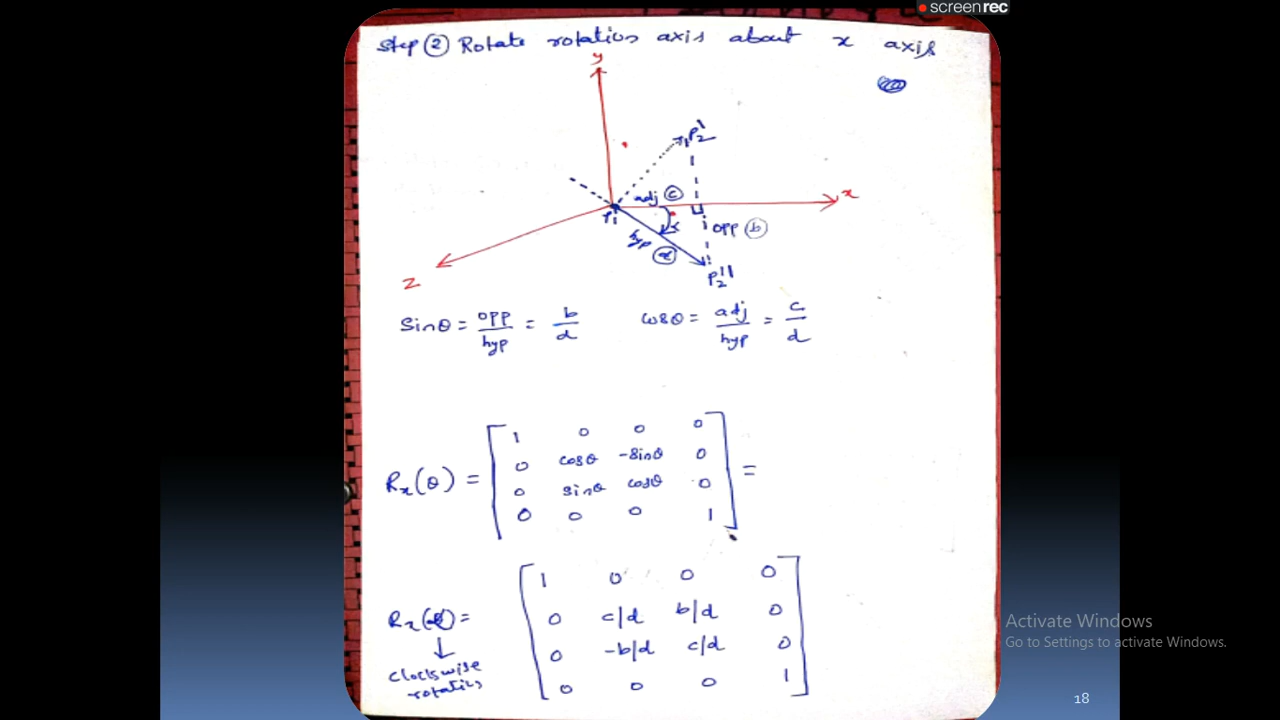 screenrec
Step ② Rotate rotation axis about x axis
y
P₂'
adj ⓒ
x
P₁
α
opp ⓑ
hyp ⓓ
P₂''
z
Sinθ = opp/hyp = b/d cosθ = adj/hyp = c/d
Rx(θ) = [
1 0 0 0
0 cosθ -sinθ 0
0 sinθ cosθ 0
0 0 0 1
] =
Rx(α) = [
1 0 0 0
0 c/d b/d 0
0 -b/d c/d 0
0 0 0 1
]
clockwise
rotation
Activate Windows
Go to Settings to activate Windows.
18